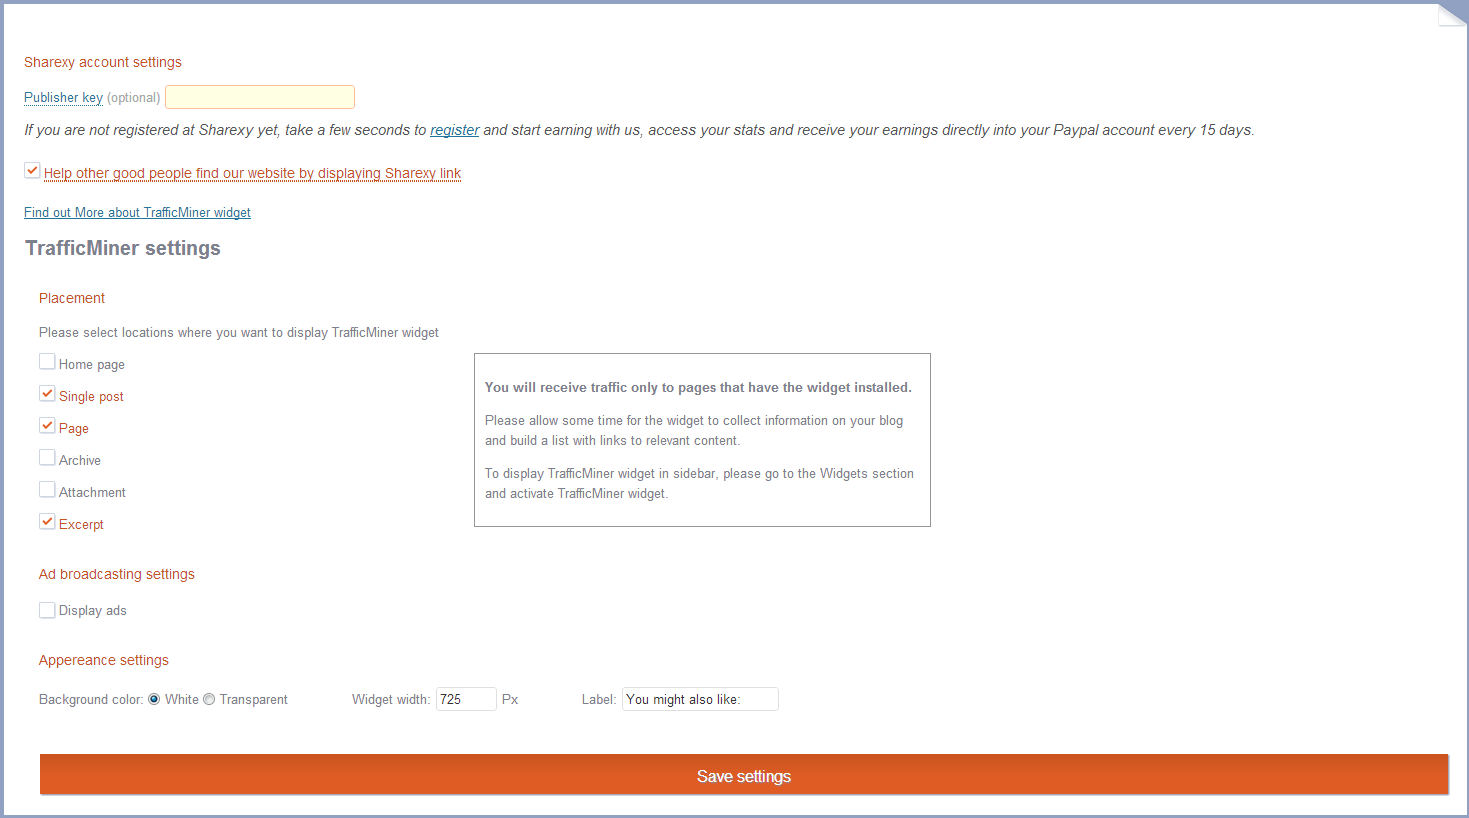 Sharexy account settings
Publisher key (optional)
If you are not registered at Sharexy yet, take a few seconds to register and start earning with us, access your stats and receive your earnings directly into your Paypal account every 15 days.
Help other good people find our website by displaying Sharexy link
Find out More about TrafficMiner widget
TrafficMiner settings
Placement
Please select locations where you want to display TrafficMiner widget
Home page
Single post
Page
Archive
Attachment
Excerpt
You will receive traffic only to pages that have the widget installed.
Please allow some time for the widget to collect information on your blog
and build a list with links to relevant content.
To display TrafficMiner widget in sidebar, please go to the Widgets section
and activate TrafficMiner widget.
Ad broadcasting settings
Display ads
Appereance settings
Background color: White Transparent Widget width: 725 Px Label: You might also like:
Save settings